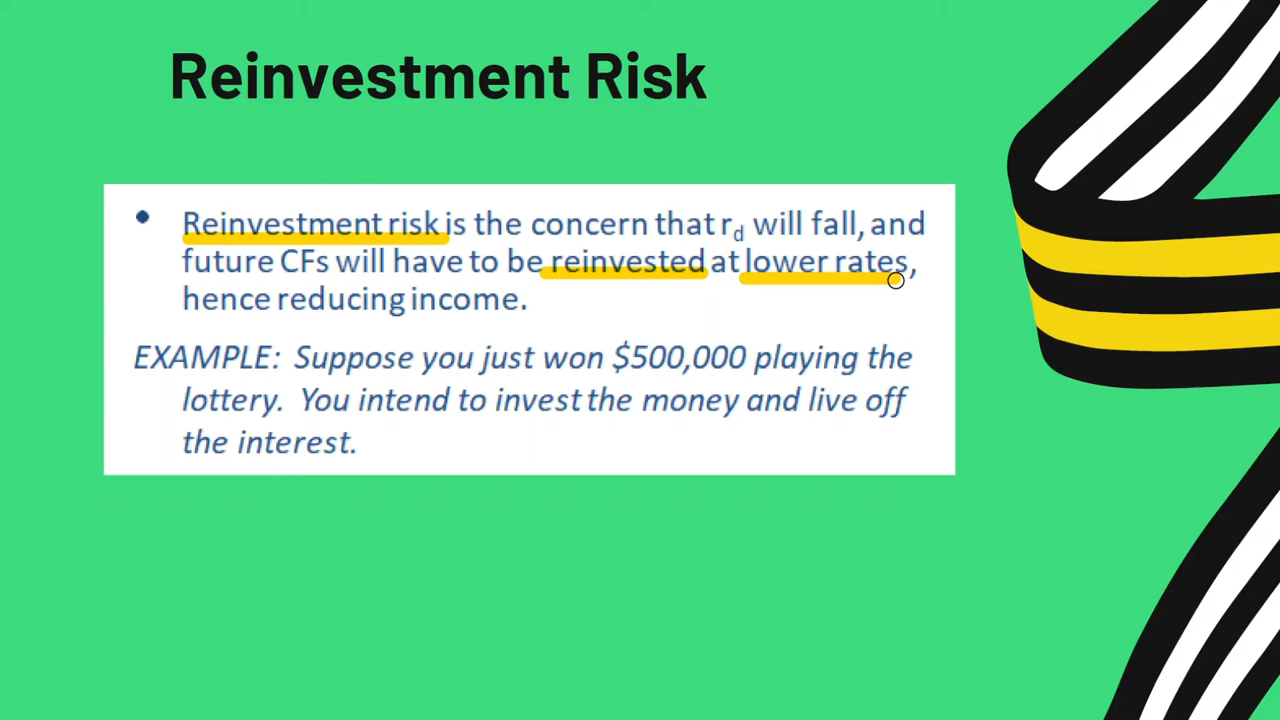 Reinvestment Risk
• Reinvestment risk is the concern that rd will fall, and
future CFs will have to be reinvested at lower rates,
hence reducing income.
EXAMPLE: Suppose you just won $500,000 playing the
lottery. You intend to invest the money and live off
the interest.